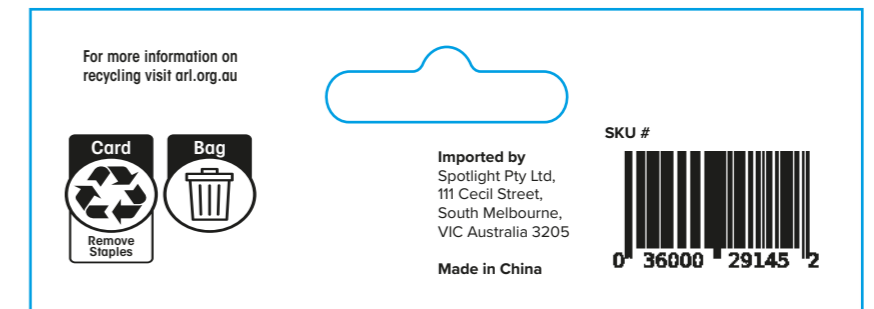 For more information on
recycling visit arl.org.au
Card
Remove
Staples
Bag
Imported by
Spotlight Pty Ltd,
111 Cecil Street,
South Melbourne,
VIC Australia 3205
Made in China
SKU #
0 36000 29145 2